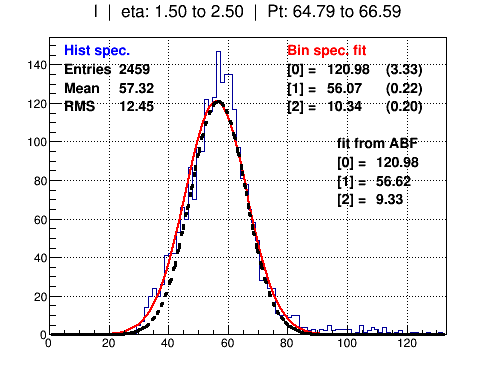 I | eta: 1.50 to 2.50 | Pt: 64.79 to 66.59
Hist spec.
Entries 2459
Mean 57.32
RMS 12.45
Bin spec. fit
[0] = 120.98 (3.33)
[1] = 56.07 (0.22)
[2] = 10.34 (0.20)
fit from ABF
[0] = 120.98
[1] = 56.62
[2] = 9.33
140
120
100
80
60
40
20
0
0 20 40 60 80 100 120